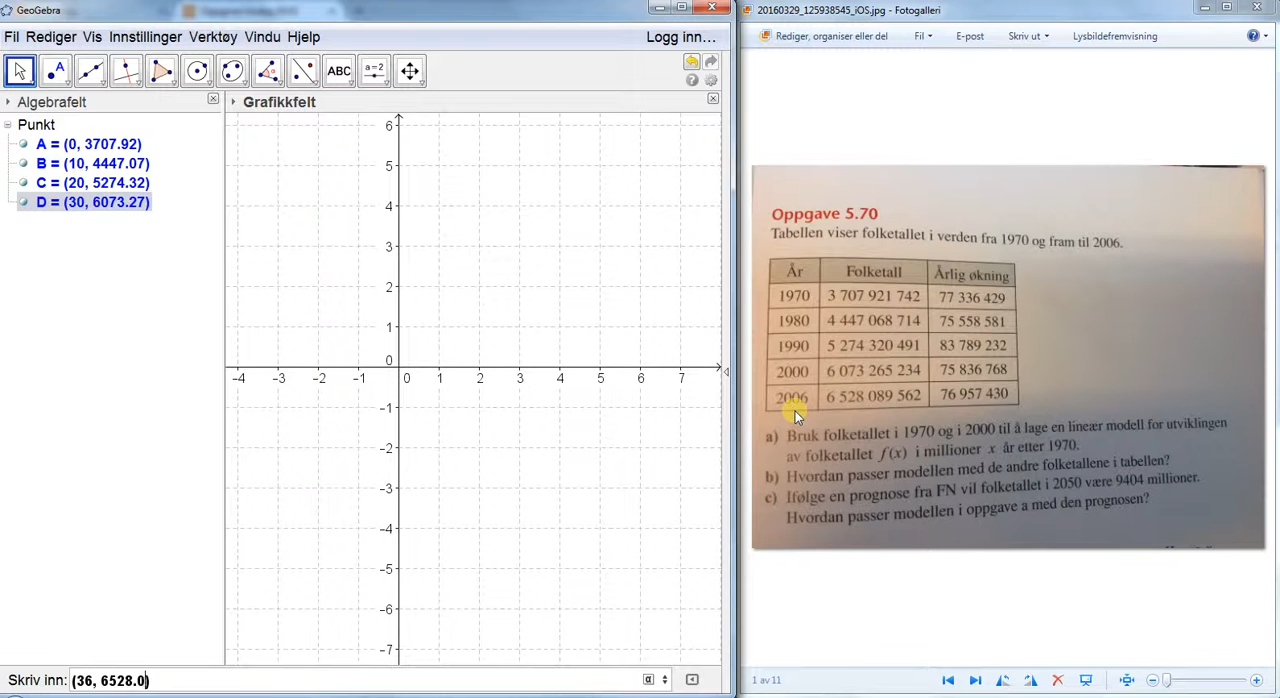 GeoGebra
Fil Rediger Vis Innstillinger Verktøy Vindu Hjelp
Logg inn...
A
ABC
a=2
Algebrafelt
Grafikkfelt
Punkt
A = (0, 3707.92)
B = (10, 4447.07)
C = (20, 5274.32)
D = (30, 6073.27)
6
5
4
3
2
1
0
-4 -3 -2 -1 0 1 2 3 4 5 6 7
-1
-2
-3
-4
-5
-6
-7
Skriv inn: (36, 6528.0)
α
20160329_125938545_iOS.jpg - Fotogalleri
Rediger, organiser eller del Fil E-post Skriv ut Lysbildefremvisning
Oppgave 5.70
Tabellen viser folketallet i verden fra 1970 og fram til 2006.
År Folketall Årlig økning
1970 3 707 921 742 77 336 429
1980 4 447 068 714 75 558 581
1990 5 274 320 491 83 789 232
2000 6 073 265 234 75 836 768
2006 6 528 089 562 76 957 430
a) Bruk folketallet i 1970 og i 2000 til å lage en lineær modell for utviklingen
av folketallet f(x) i millioner x år etter 1970.
b) Hvordan passer modellen med de andre folketallene i tabellen?
c) Ifølge en prognose fra FN vil folketallet i 2050 være 9404 millioner.
Hvordan passer modellen i oppgave a med den prognosen?
1 av 11